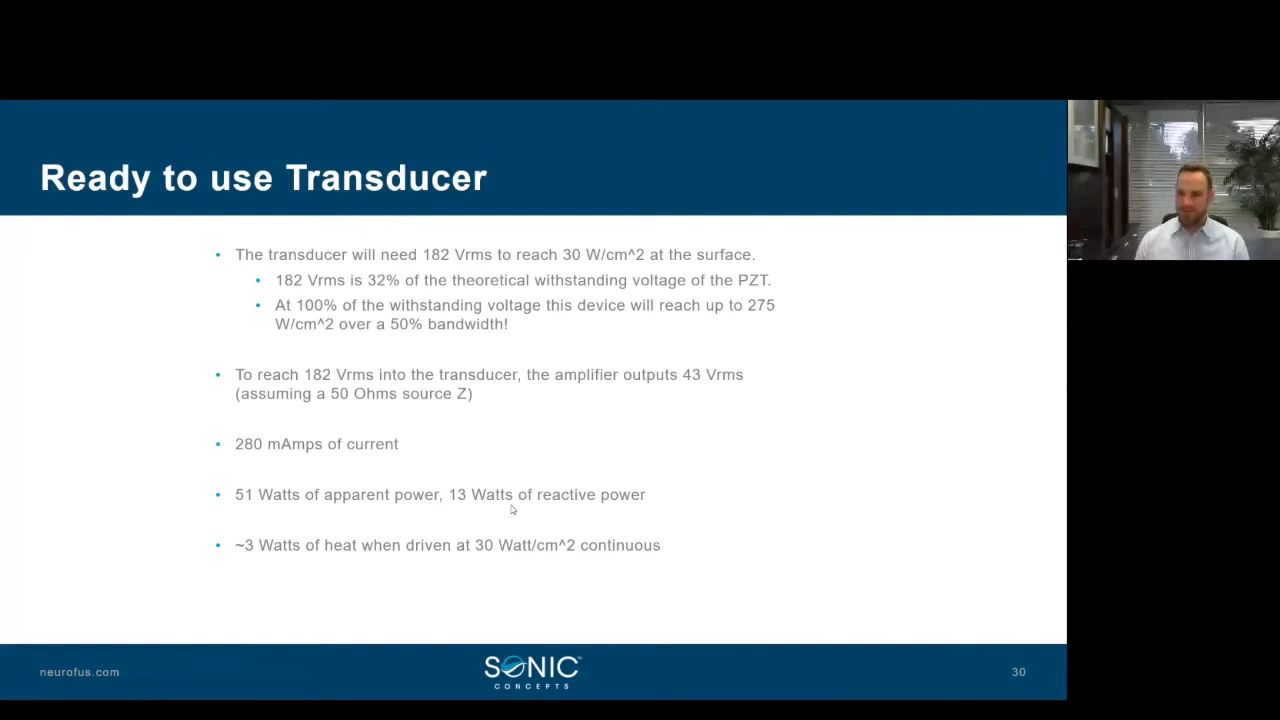 Ready to use Transducer
• The transducer will need 182 Vrms to reach 30 W/cm^2 at the surface.
• 182 Vrms is 32% of the theoretical withstanding voltage of the PZT.
• At 100% of the withstanding voltage this device will reach up to 275
W/cm^2 over a 50% bandwidth!
• To reach 182 Vrms into the transducer, the amplifier outputs 43 Vrms
(assuming a 50 Ohms source Z)
• 280 mAmps of current
• 51 Watts of apparent power, 13 Watts of reactive power
• ~3 Watts of heat when driven at 30 Watt/cm^2 continuous
neurofus.com
SONIC
CONCEPTS
30